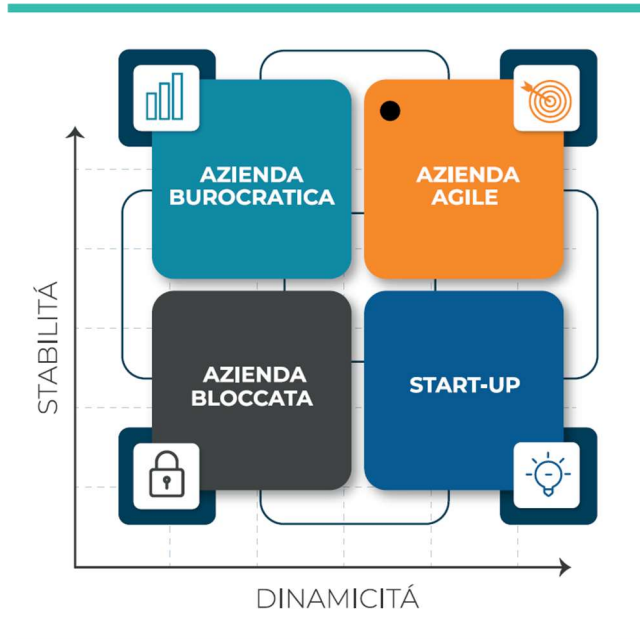 AZIENDA
BUROCRATICA
AZIENDA
AGILE
AZIENDA
BLOCCATA
START-UP
STABILITÁ
DINAMICITÁ